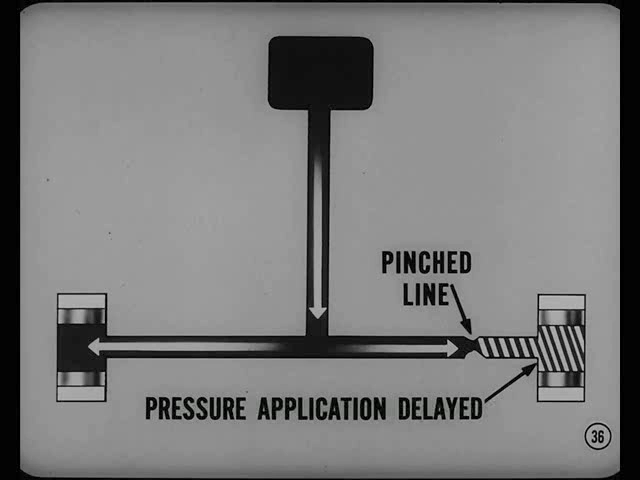 PINCHED
LINE
PRESSURE APPLICATION DELAYED
36